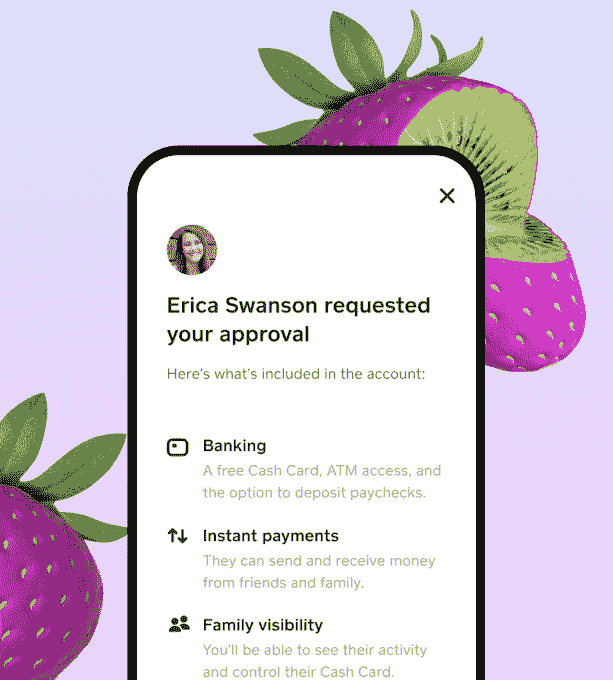 Erica Swanson requested
your approval
Here's what's included in the account:
Banking
A free Cash Card, ATM access, and
the option to deposit paychecks.
Instant payments
They can send and receive money
from friends and family.
Family visibility
You'll be able to see their activity
and control their Cash Card.